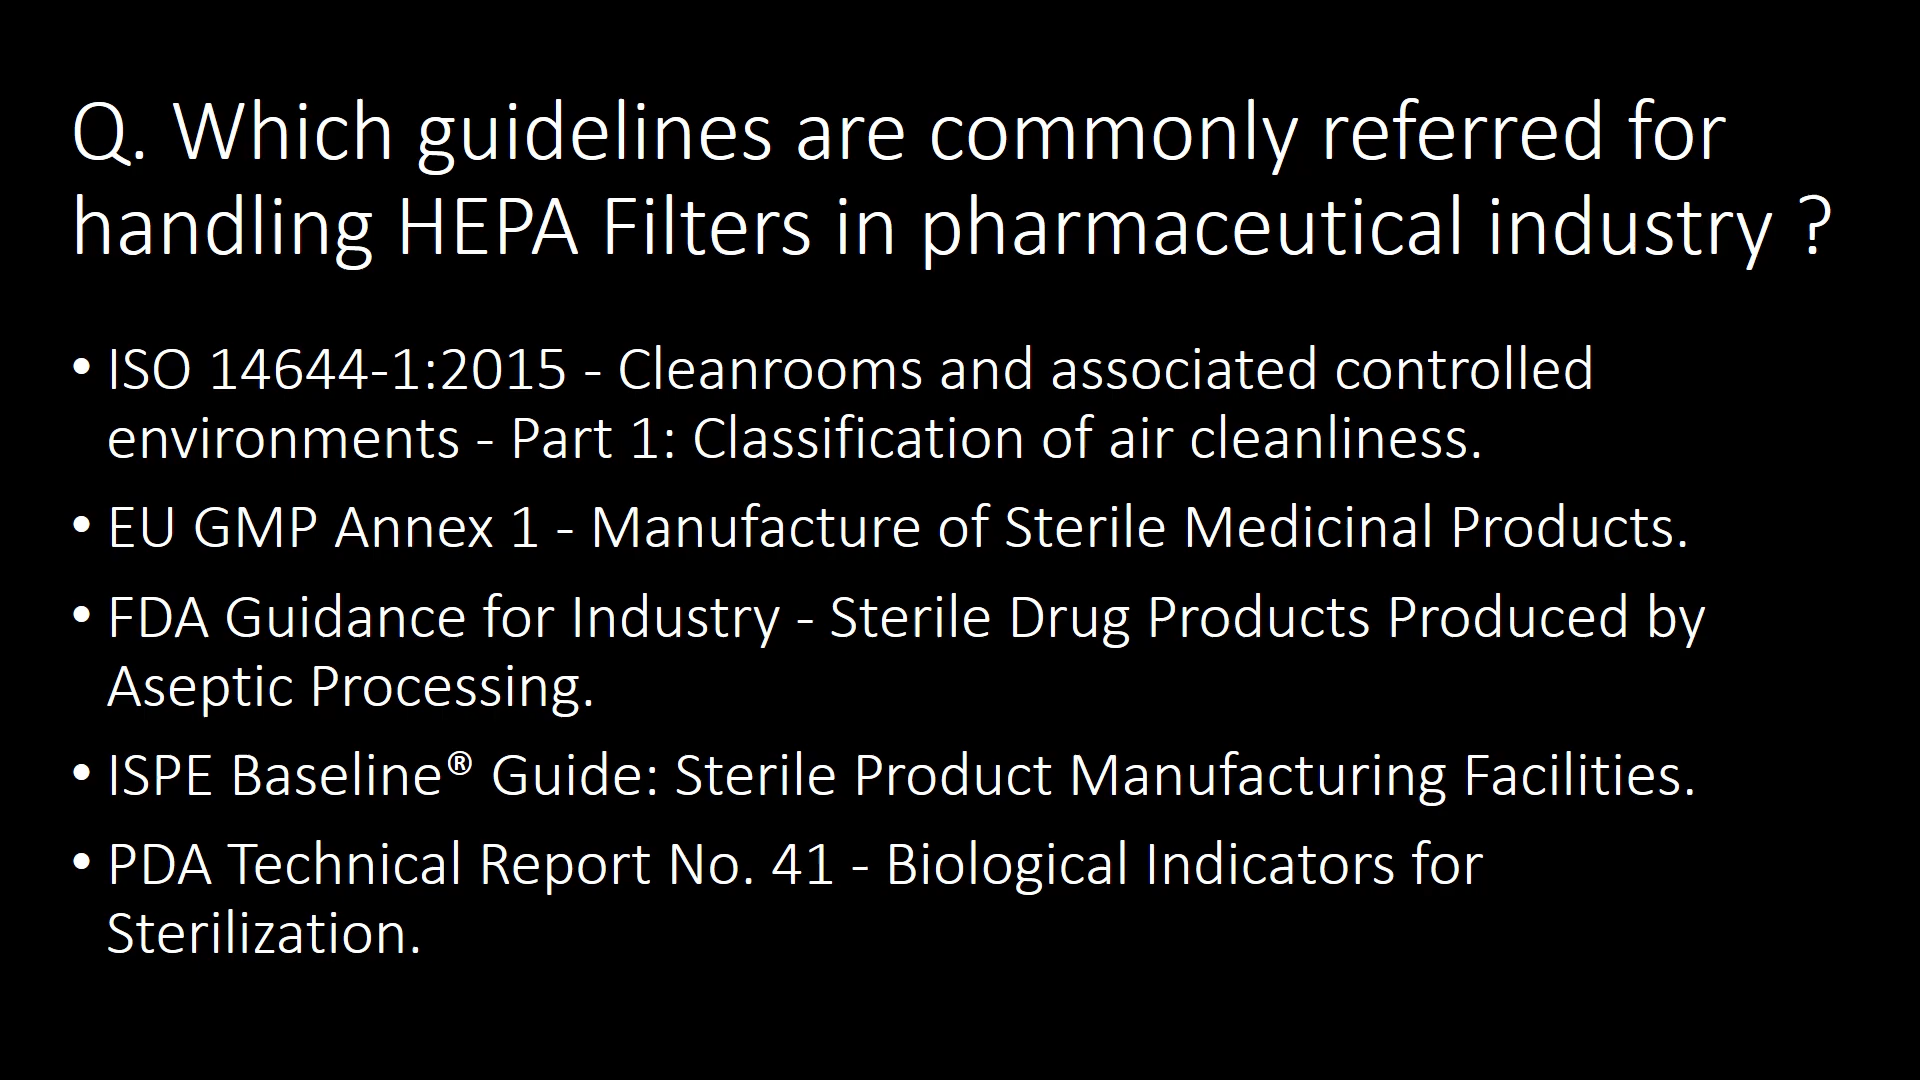 Q. Which guidelines are commonly referred for
handling HEPA Filters in pharmaceutical industry ?
• ISO 14644-1:2015 - Cleanrooms and associated controlled
environments - Part 1: Classification of air cleanliness.
• EU GMP Annex 1 - Manufacture of Sterile Medicinal Products.
• FDA Guidance for Industry - Sterile Drug Products Produced by
Aseptic Processing.
• ISPE Baseline® Guide: Sterile Product Manufacturing Facilities.
• PDA Technical Report No. 41 - Biological Indicators for
Sterilization.